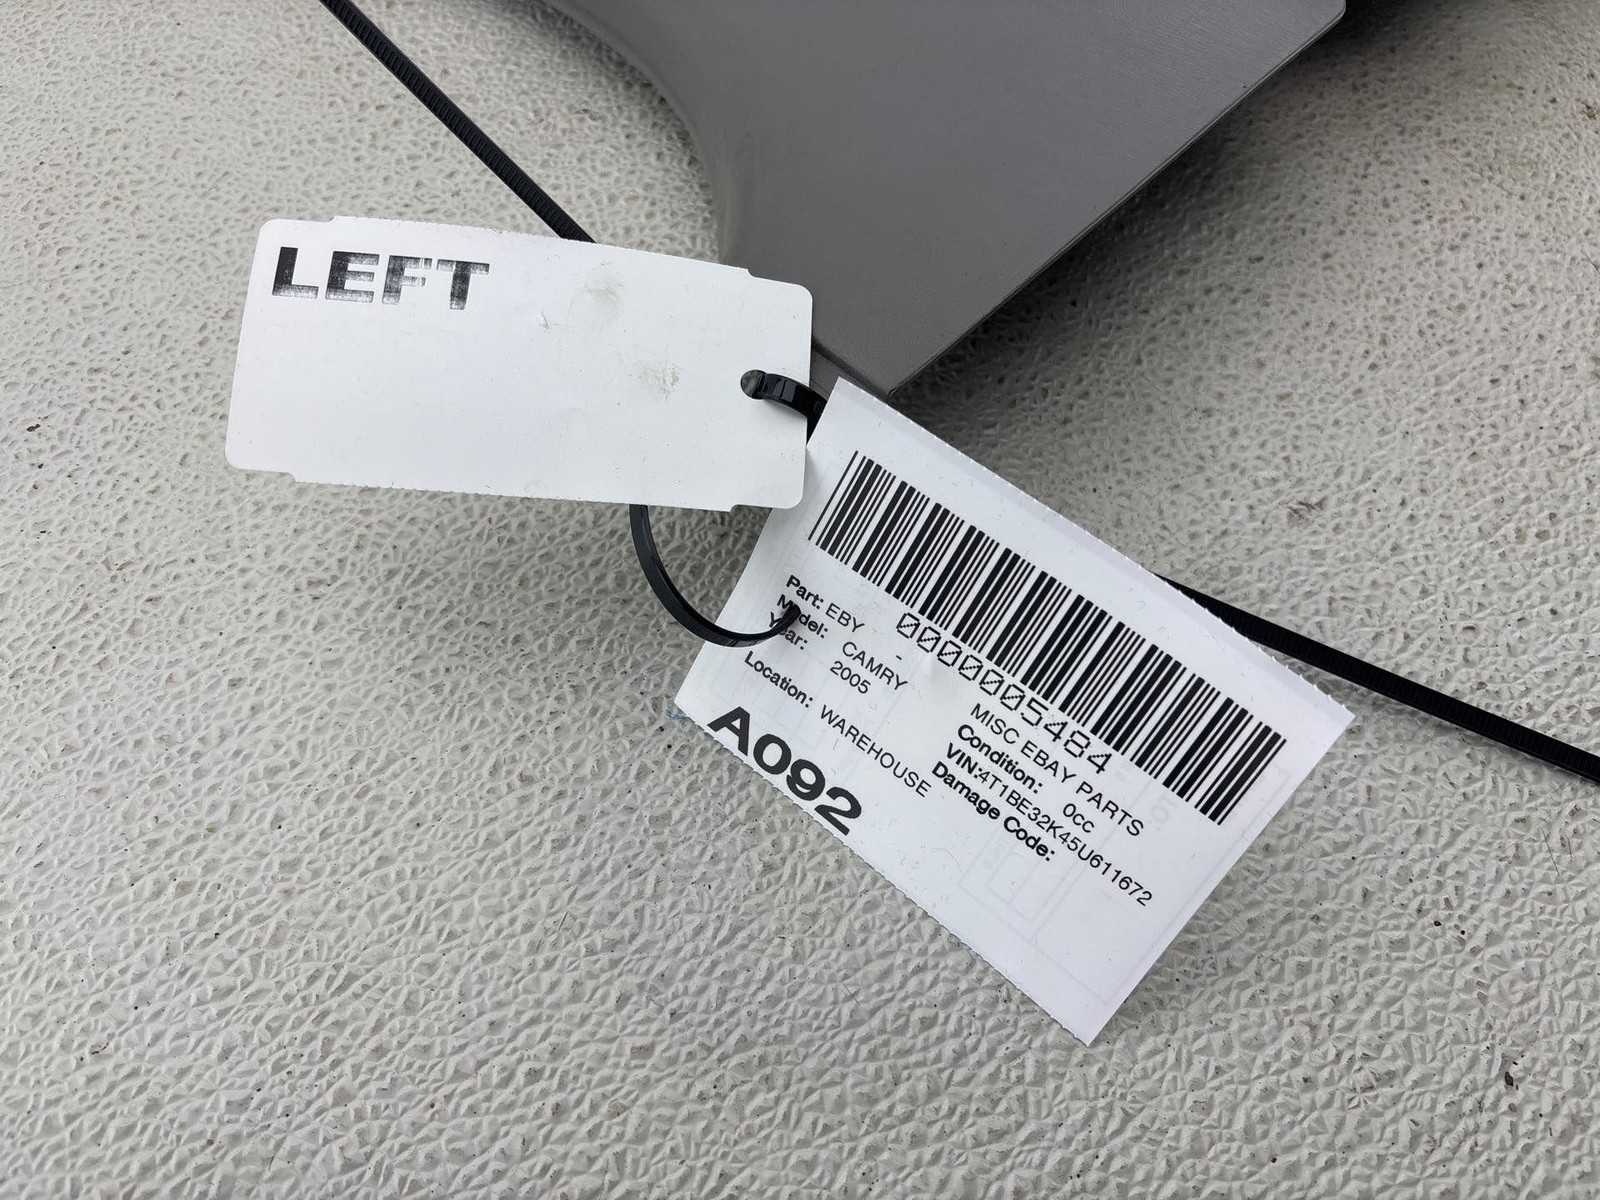 LEFT
Part: EBY -
0000005484
Model: CAMRY
Year: 2005
MISC EBAY PARTS
Condition: 0cc
VIN:4T1BE32K45U611672
Damage Code:
Location: WAREHOUSE
A092